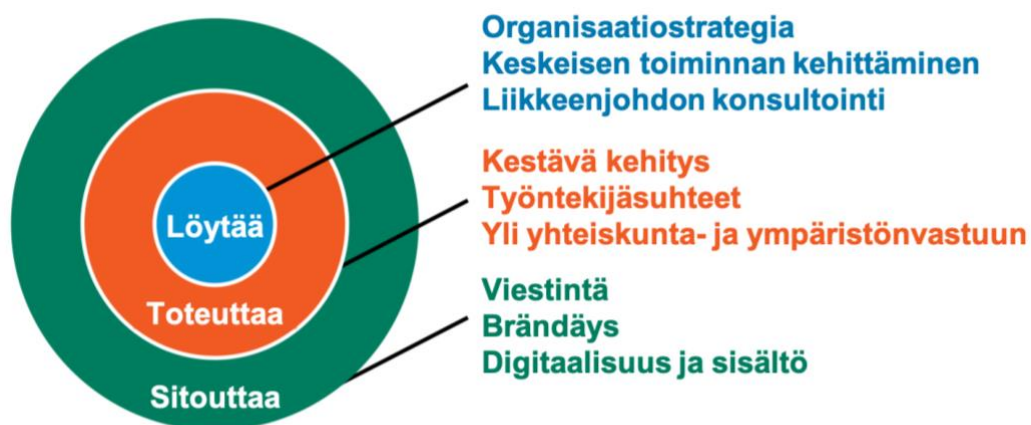 Organisaatiostrategia
Keskeisen toiminnan kehittäminen
Liikkeenjohdon konsultointi
Kestävä kehitys
Työntekijäsuhteet
Yli yhteiskunta- ja ympäristönvastuun
Viestintä
Brändäys
Digitaalisuus ja sisältö
Löytää
Toteuttaa
Sitouttaa